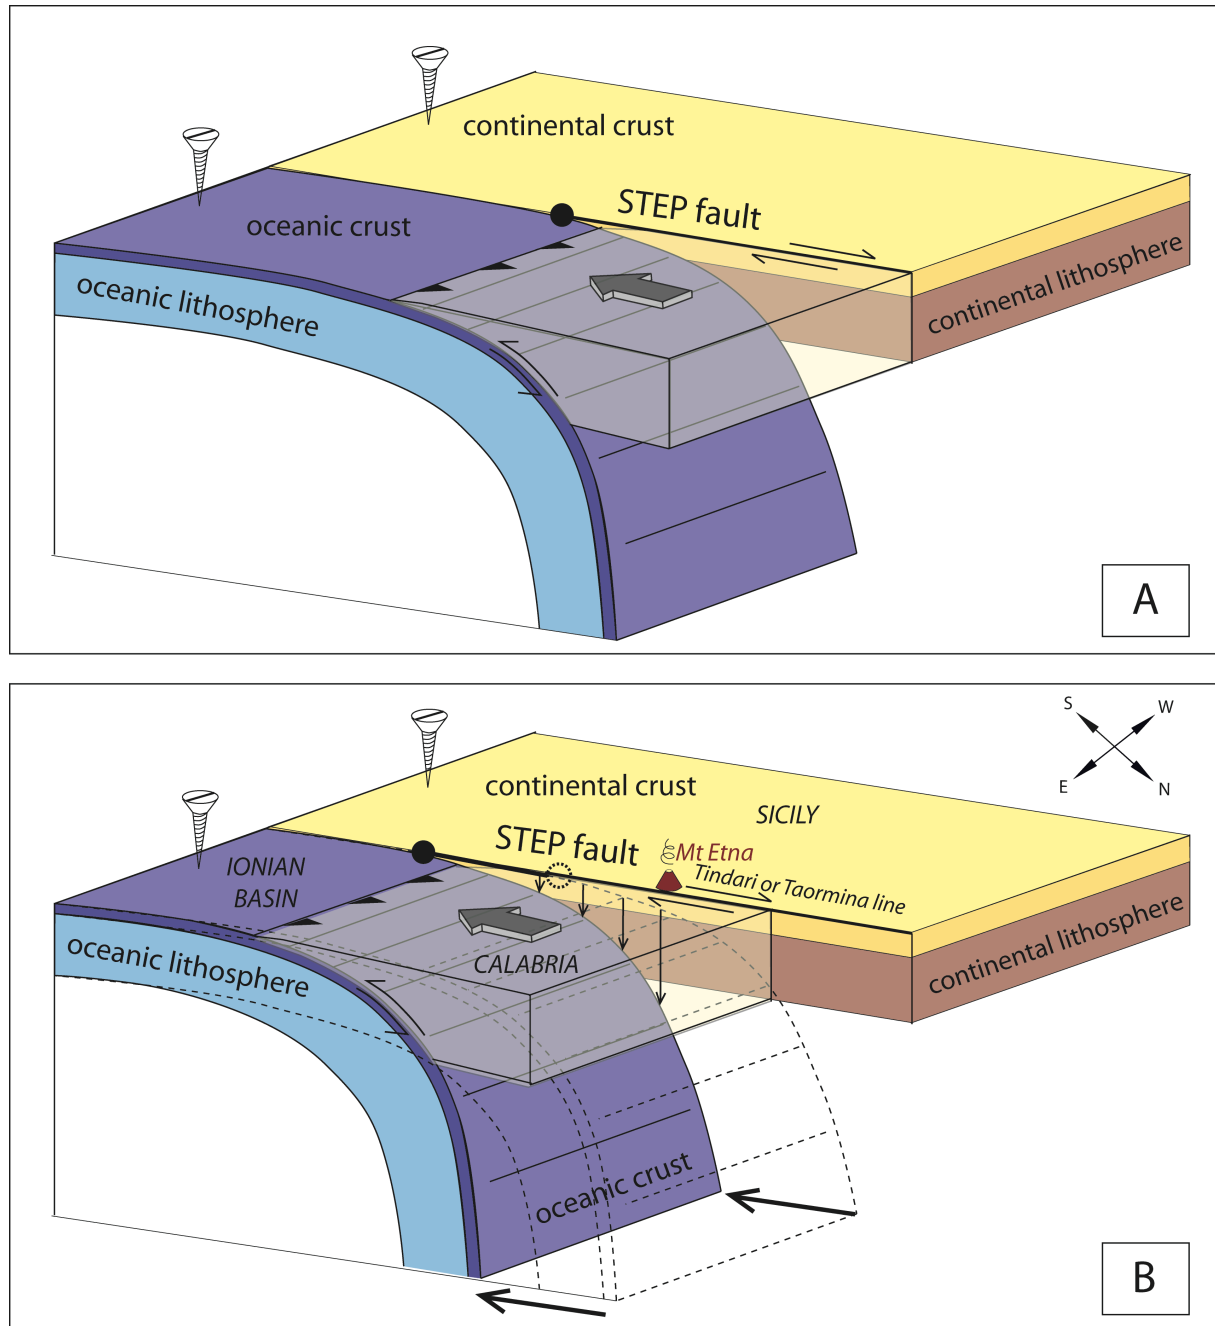 continental crust
STEP fault
oceanic crust
oceanic lithosphere
continental lithosphere
A
S
W
E
N
continental crust
SICILY
STEP fault
Mt Etna
Tindari or Taormina line
IONIAN
BASIN
oceanic lithosphere
CALABRIA
continental lithosphere
oceanic crust
B